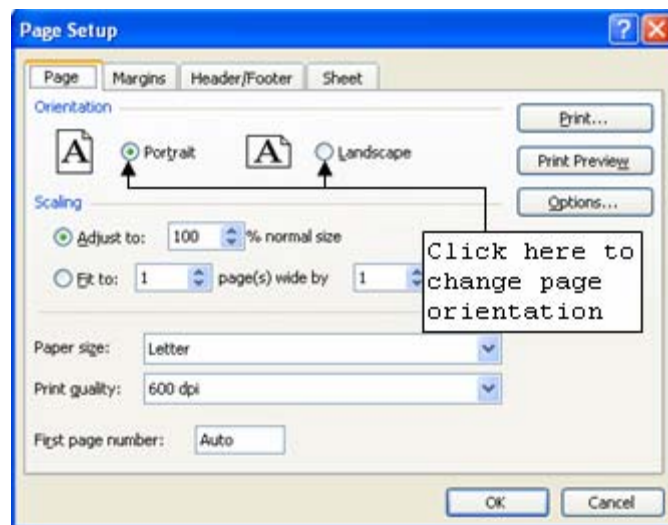 Page Setup
Page Margins Header/Footer Sheet
Orientation
A Portrait A Landscape
Print...
Print Preview
Options...
Scaling
Adjust to: 100 % normal size
Fit to: 1 page(s) wide by 1
Click here to
change page
orientation
Paper size: Letter
Print quality: 600 dpi
First page number: Auto
OK Cancel